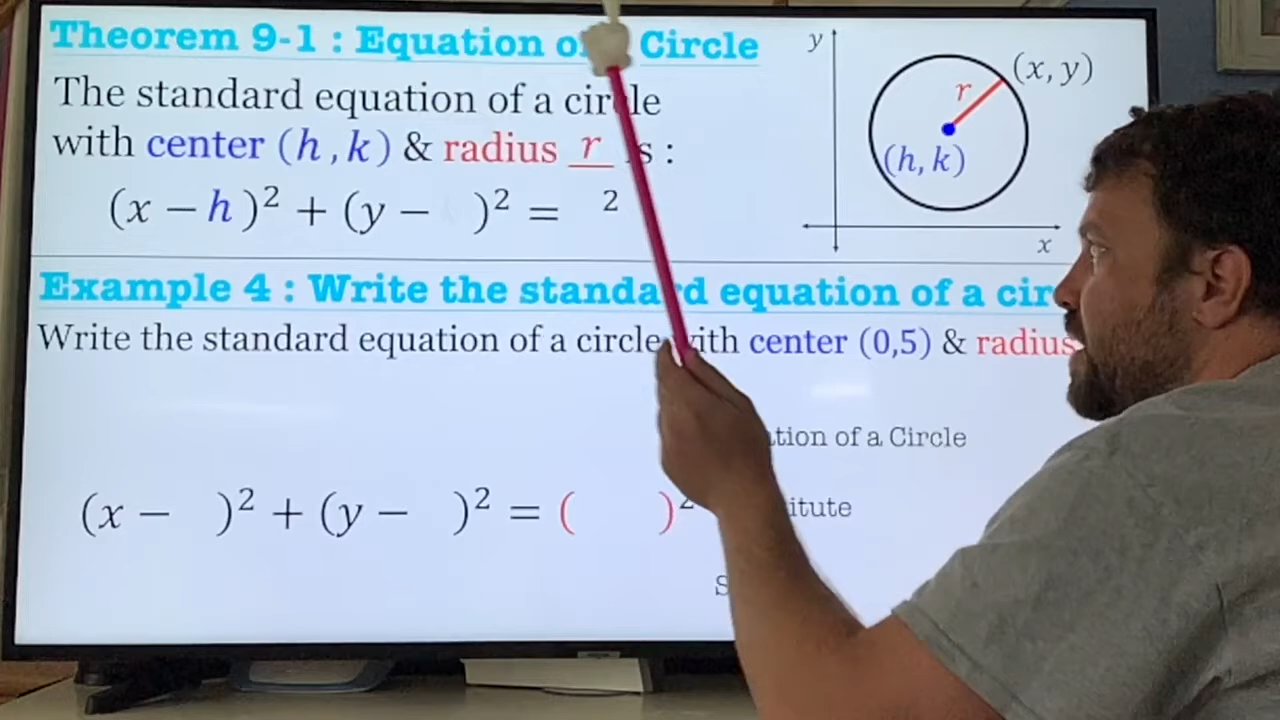 Theorem 9-1 : Equation o Circle
The standard equation of a circle
with center (h , k) & radius r is :
(x − h )² + (y − )² = ²
y
r
(x, y)
(h, k)
x
Example 4 : Write the standard equation of a cir
Write the standard equation of a circle with center (0,5) & radius
tion of a Circle
(x − )² + (y − )² = ( )²
itute
S